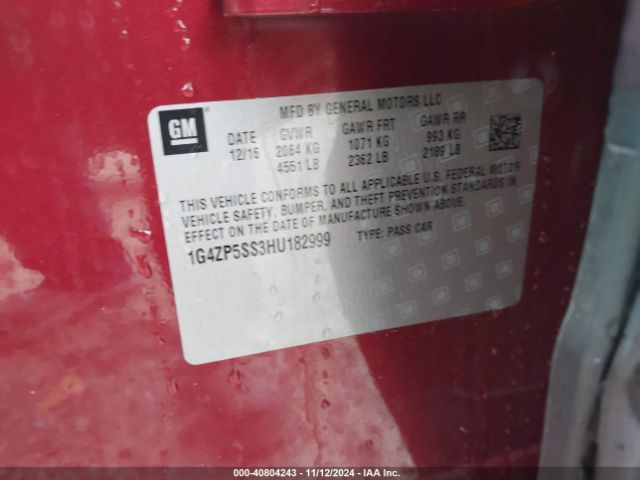 GM
MFD BY GENERAL MOTORS LLC
DATE GVWR GAWR FRT GAWR RR
12/16 2064 KG 1071 KG 993 KG
4551 LB 2362 LB 2189 LB
THIS VEHICLE CONFORMS TO ALL APPLICABLE U.S. FEDERAL MOTOR
VEHICLE SAFETY, BUMPER, AND THEFT PREVENTION STANDARDS IN
EFFECT ON THE DATE OF MANUFACTURE SHOWN ABOVE.
1G4ZP5SS3HU182999 TYPE: PASS CAR
000-40804243 - 11/12/2024 - IAA Inc.